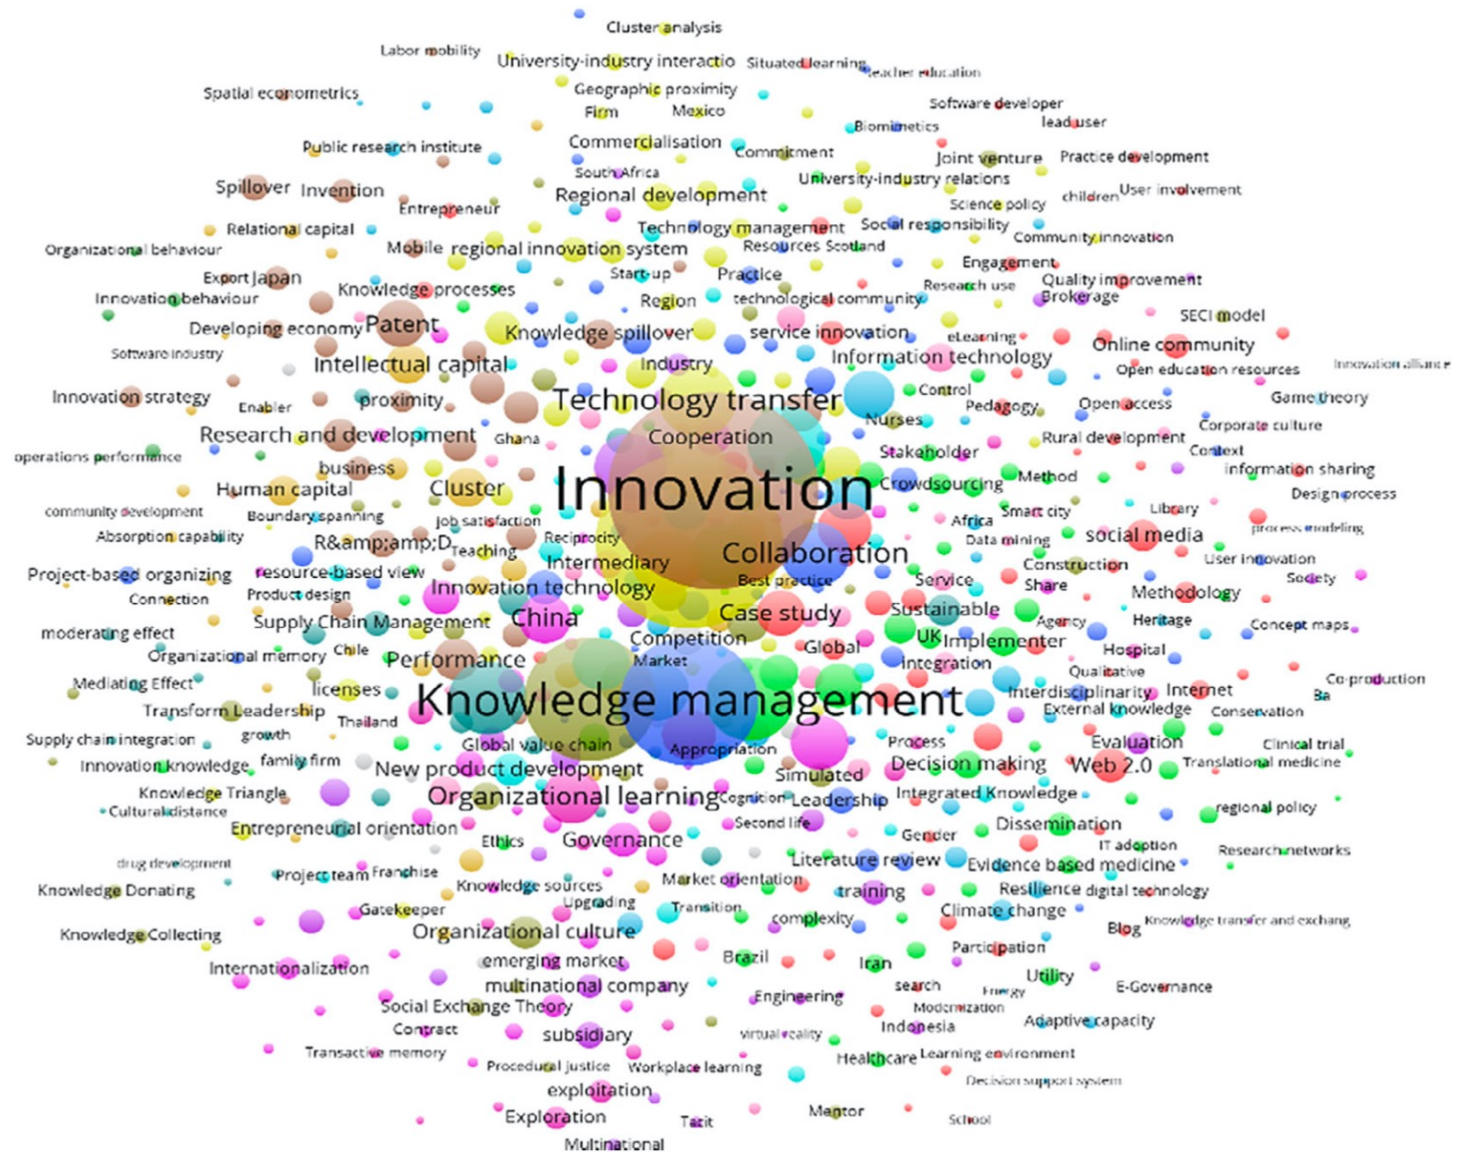 Cluster analysis
Labor mobility
University-industry interactio
Situated learning
teacher education
Spatial econometrics
Geographic proximity
Software developer
Firm
Mexico
lead user
Biomimetics
Public research institute
Commercialisation
Commitment
Joint venture
Practice development
South Africa
University-industry relations
Spillover
Invention
Regional development
children
User involvement
Entrepreneur
Science policy
Relational capital
Technology management
Social responsibility
Community innovation
Organizational behaviour
Mobile
regional innovation system
Resources
Scotland
Engagement
Export
Japan
Start-up
Practice
Quality improvement
Knowledge processes
Research use
Brokerage
Innovation behaviour
Region
technological community
SECI model
Developing economy
Patent
Knowledge spillover
service innovation
eLearning
Online community
Software industry
Intellectual capital
Industry
Information technology
Open education resources
Innovation alliance
Innovation strategy
Enabler
proximity
Technology transfer
Control
Pedagogy
Open access
Game theory
Nurses
Corporate culture
Research and development
Ghana
Cooperation
Rural development
Stakeholder
Context
operations performance
business
information sharing
Human capital
Cluster
Innovation
Crowdsourcing
Method
Design process
community development
Boundary spanning
Job satisfaction
Africa
Smart city
Library
process modeling
Absorption capability
R&amp;amp;D
Reciprocity
Data mining
social media
Teaching
Intermediary
Collaboration
Construction
User innovation
Project-based organizing
resource-based view
Innovation technology
Best practice
Service
Share
Society
Connection
Product design
Methodology
Supply Chain Management
China
Case study
Sustainable
Agency
Heritage
Concept maps
moderating effect
Competition
Global
UK
Implementer
Organizational memory
Chile
Performance
Market
Integration
Hospital
Qualitative
Mediating Effect
licenses
Knowledge management
Interdisciplinarity
Internet
Co-production
Ba
Transform Leadership
Thailand
External knowledge
Conservation
Supply chain integration
growth
Global value chain
Appropriation
Process
Evaluation
Clinical trial
Innovation knowledge
family firm
New product development
Simulated
Decision making
Web 2.0
Translational medicine
Knowledge Triangle
Organizational learning
Cognition
Leadership
Integrated Knowledge
Cultural distance
regional policy
Entrepreneurial orientation
Second life
Dissemination
Ethics
Governance
Gender
IT adoption
Research networks
drug development
Literature review
Evidence based medicine
Project team
Franchise
Market orientation
Knowledge Donating
Knowledge sources
training
Resilience
digital technology
Upgrading
Gatekeeper
Transition
complexity
Climate change
Knowledge transfer and exchang
Knowledge Collecting
Organizational culture
Blog
Participation
Internationalization
emerging market
Brazil
Iran
Utility
multinational company
search
Energy
E-Governance
Social Exchange Theory
Engineering
Modernization
Contract
subsidiary
virtual reality
Indonesia
Adaptive capacity
Transactive memory
Healthcare
Learning environment
Procedural justice
Workplace learning
Decision support system
exploitation
Exploration
Tacit
Mentor
School
Multinational